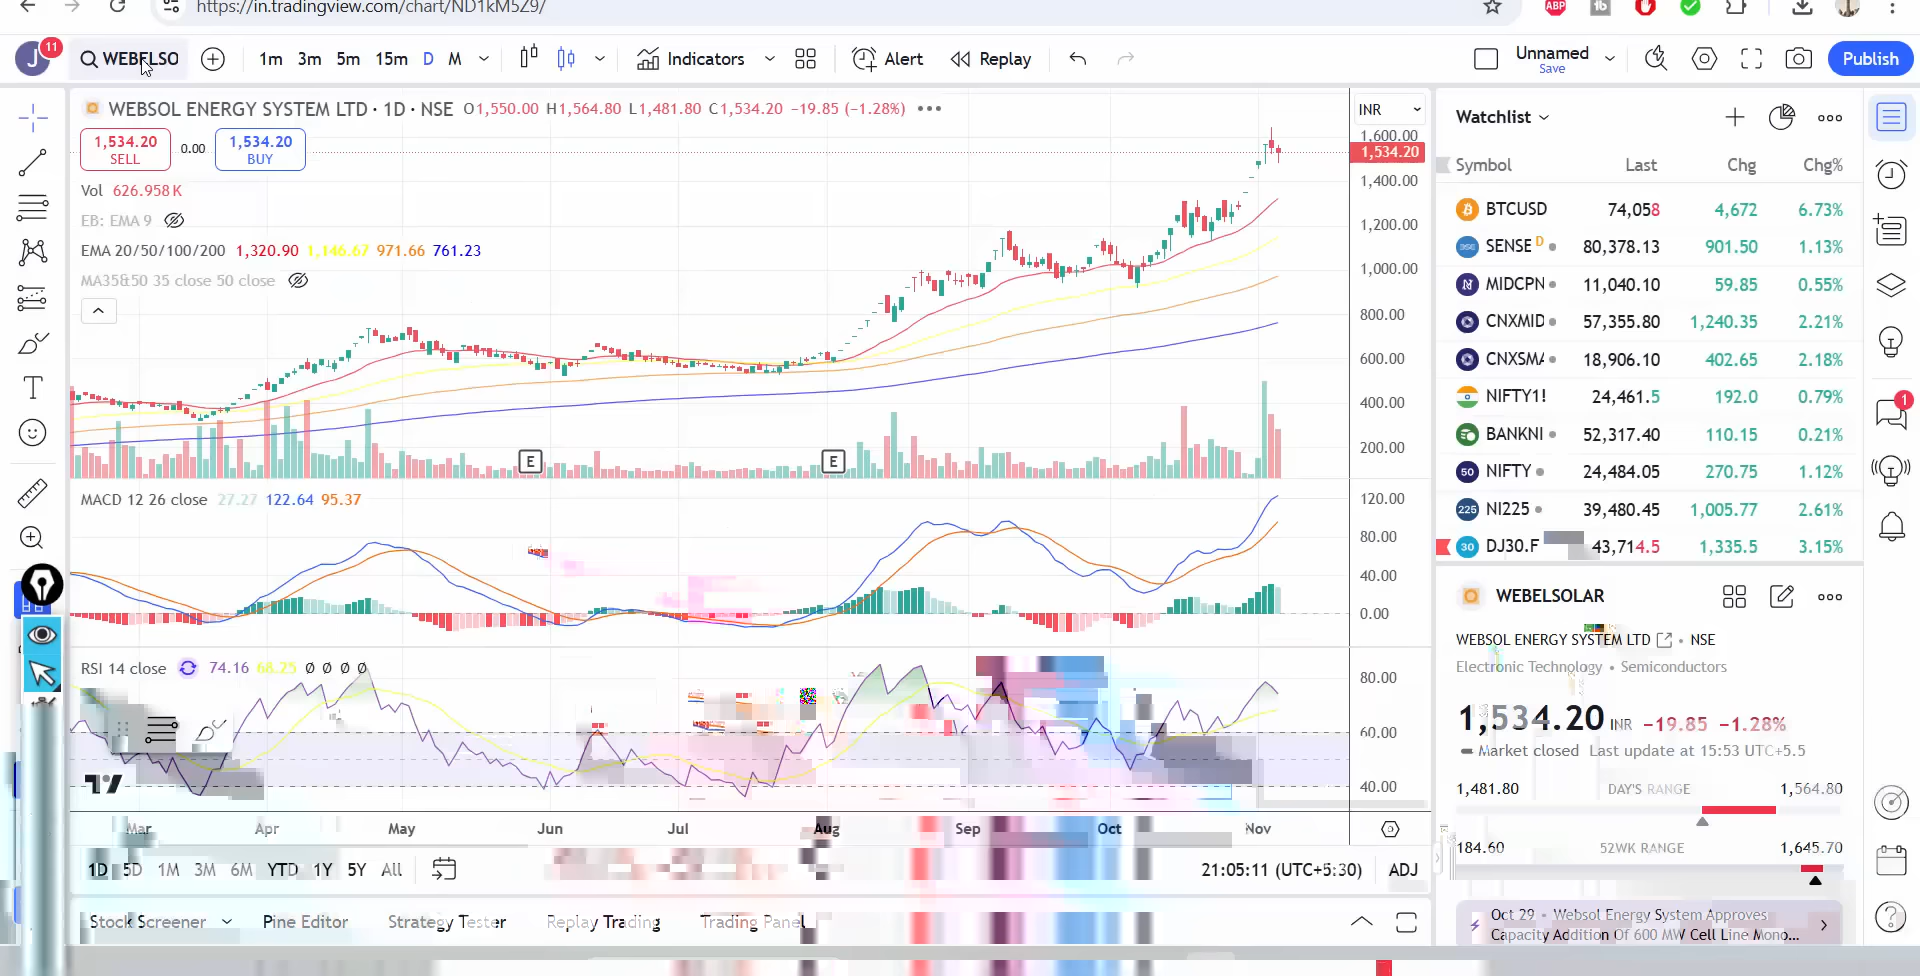 https://in.tradingview.com/chart/ND1kM5Z9/
ABP
J 11 WEBELSO 1m 3m 5m 15m D M Indicators Alert Replay Unnamed Save Publish
WEBSOL ENERGY SYSTEM LTD · 1D · NSE O1,550.00 H1,564.80 L1,481.80 C1,534.20 −19.85 (−1.28%)
INR
1,534.20 SELL 0.00 1,534.20 BUY
Vol 626.958 K
EB: EMA 9
EMA 20/50/100/200 1,320.90 1,146.67 971.66 761.23
MA35&50 35 close 50 close
1,600.00
1,534.20
1,400.00
1,200.00
1,000.00
800.00
600.00
400.00
200.00
E E
MACD 12 26 close 27.27 122.64 95.37
120.00
80.00
40.00
0.00
RSI 14 close 74.16 68.25 Ø Ø Ø Ø
80.00
60.00
40.00
Mar Apr May Jun Jul Aug Sep Oct Nov
1D 5D 1M 3M 6M YTD 1Y 5Y All 21:05:11 (UTC+5:30) ADJ
Stock Screener Pine Editor Strategy Tester Replay Trading Trading Panel
Watchlist
Symbol Last Chg Chg%
BTCUSD 74,058 4,672 6.73%
SENSE D 80,378.13 901.50 1.13%
MIDCPN 11,040.10 59.85 0.55%
CNXMID 57,355.80 1,240.35 2.21%
CNXSM 18,906.10 402.65 2.18%
NIFTY1! 24,461.5 192.0 0.79%
BANKNI 52,317.40 110.15 0.21%
50 NIFTY 24,484.05 270.75 1.12%
225 NI225 39,480.45 1,005.77 2.61%
30 DJ30.F 43,714.5 1,335.5 3.15%
1
WEBELSOLAR
WEBSOL ENERGY SYSTEM LTD • NSE
Electronic Technology • Semiconductors
1,534.20 INR −19.85 −1.28%
Market closed Last update at 15:53 UTC+5.5
1,481.80 DAY'S RANGE 1,564.80
184.60 52WK RANGE 1,645.70
Oct 29 • Websol Energy System Approves
Capacity Addition Of 600 MW Cell Line Mono...